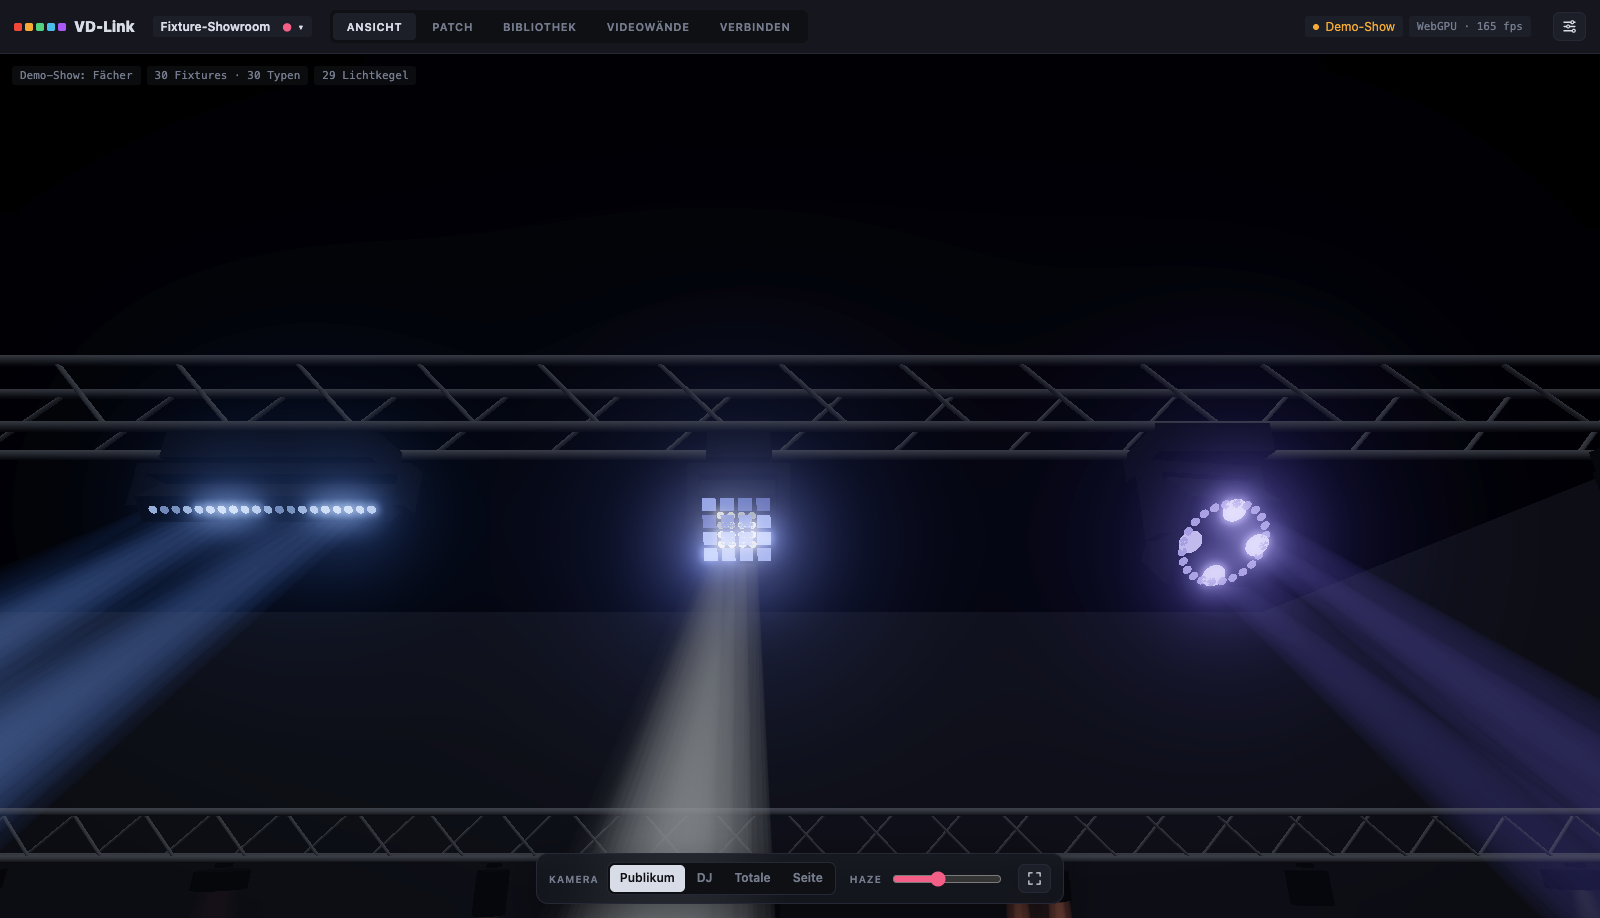 VD-Link
Fixture-Showroom
ANSICHT
PATCH
BIBLIOTHEK
VIDEOWÄNDE
VERBINDEN
Demo-Show
WebGPU · 165 fps
Demo-Show: Fächer
30 Fixtures · 30 Typen
29 Lichtkegel
KAMERA
Publikum
DJ
Totale
Seite
HAZE